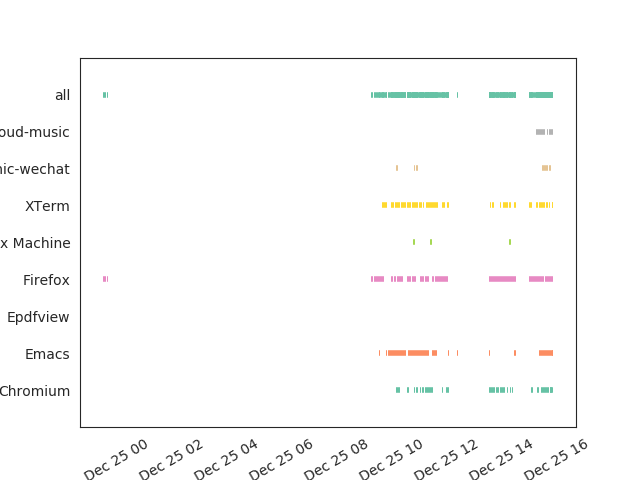 all
oud-music
nic-wechat
XTerm
x Machine
Firefox
Epdfview
Emacs
Chromium
Dec 25 00
Dec 25 02
Dec 25 04
Dec 25 06
Dec 25 08
Dec 25 10
Dec 25 12
Dec 25 14
Dec 25 16